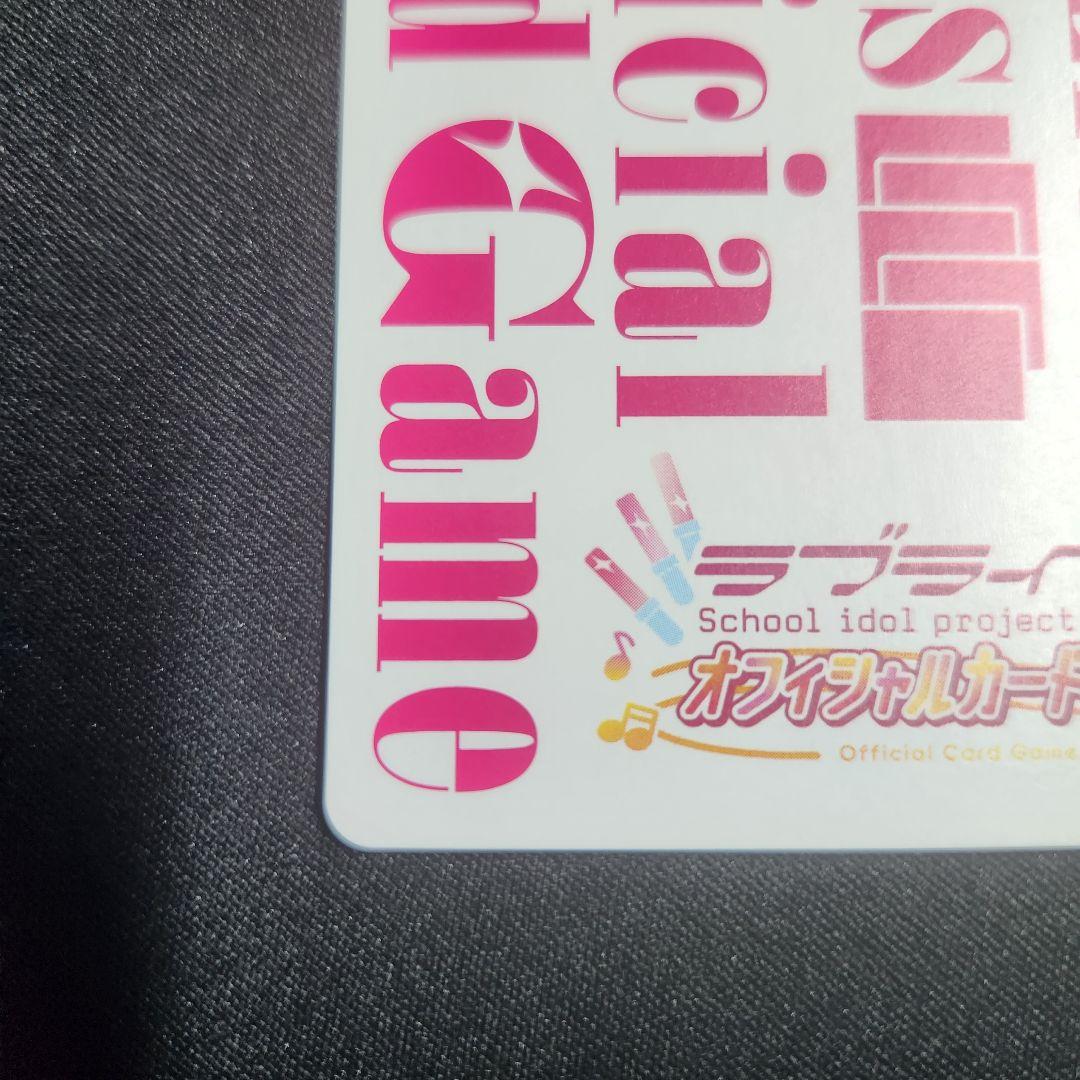 d Game
icial
s
ラブライ
School idol project
オフィシャルカード
Official Card Game